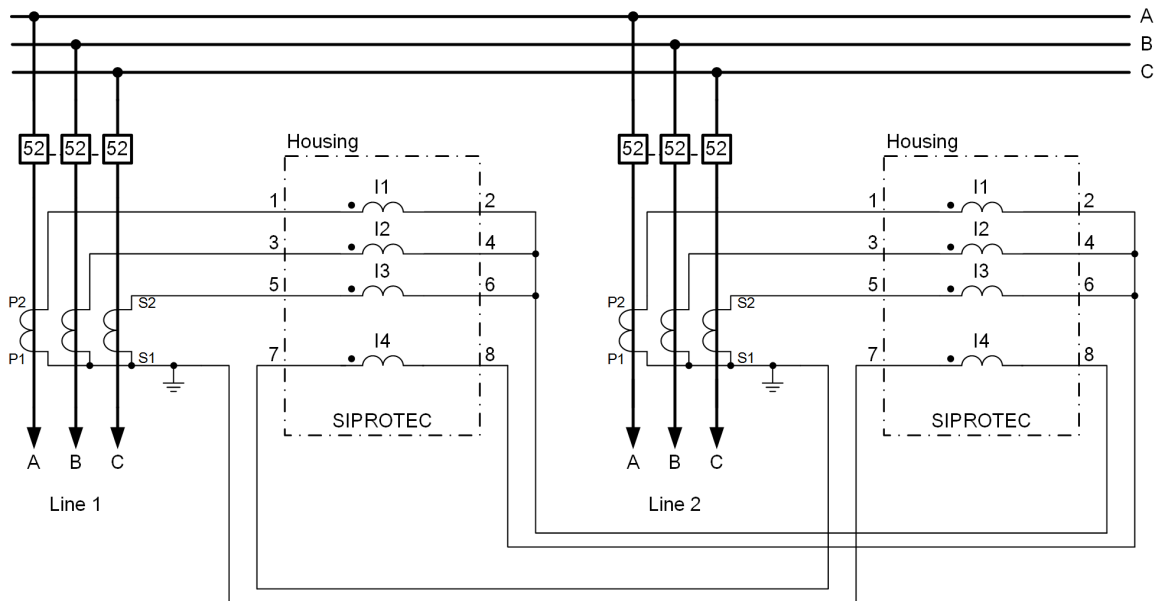 A
B
C
52 52 52
Housing
1 I1 2
3 I2 4
5 I3 6
P2 S2
P1 S1
7 I4 8
SIPROTEC
A B C
Line 1
52 52 52
Housing
1 I1 2
3 I2 4
5 I3 6
P2 S2
P1 S1
7 I4 8
SIPROTEC
A B C
Line 2